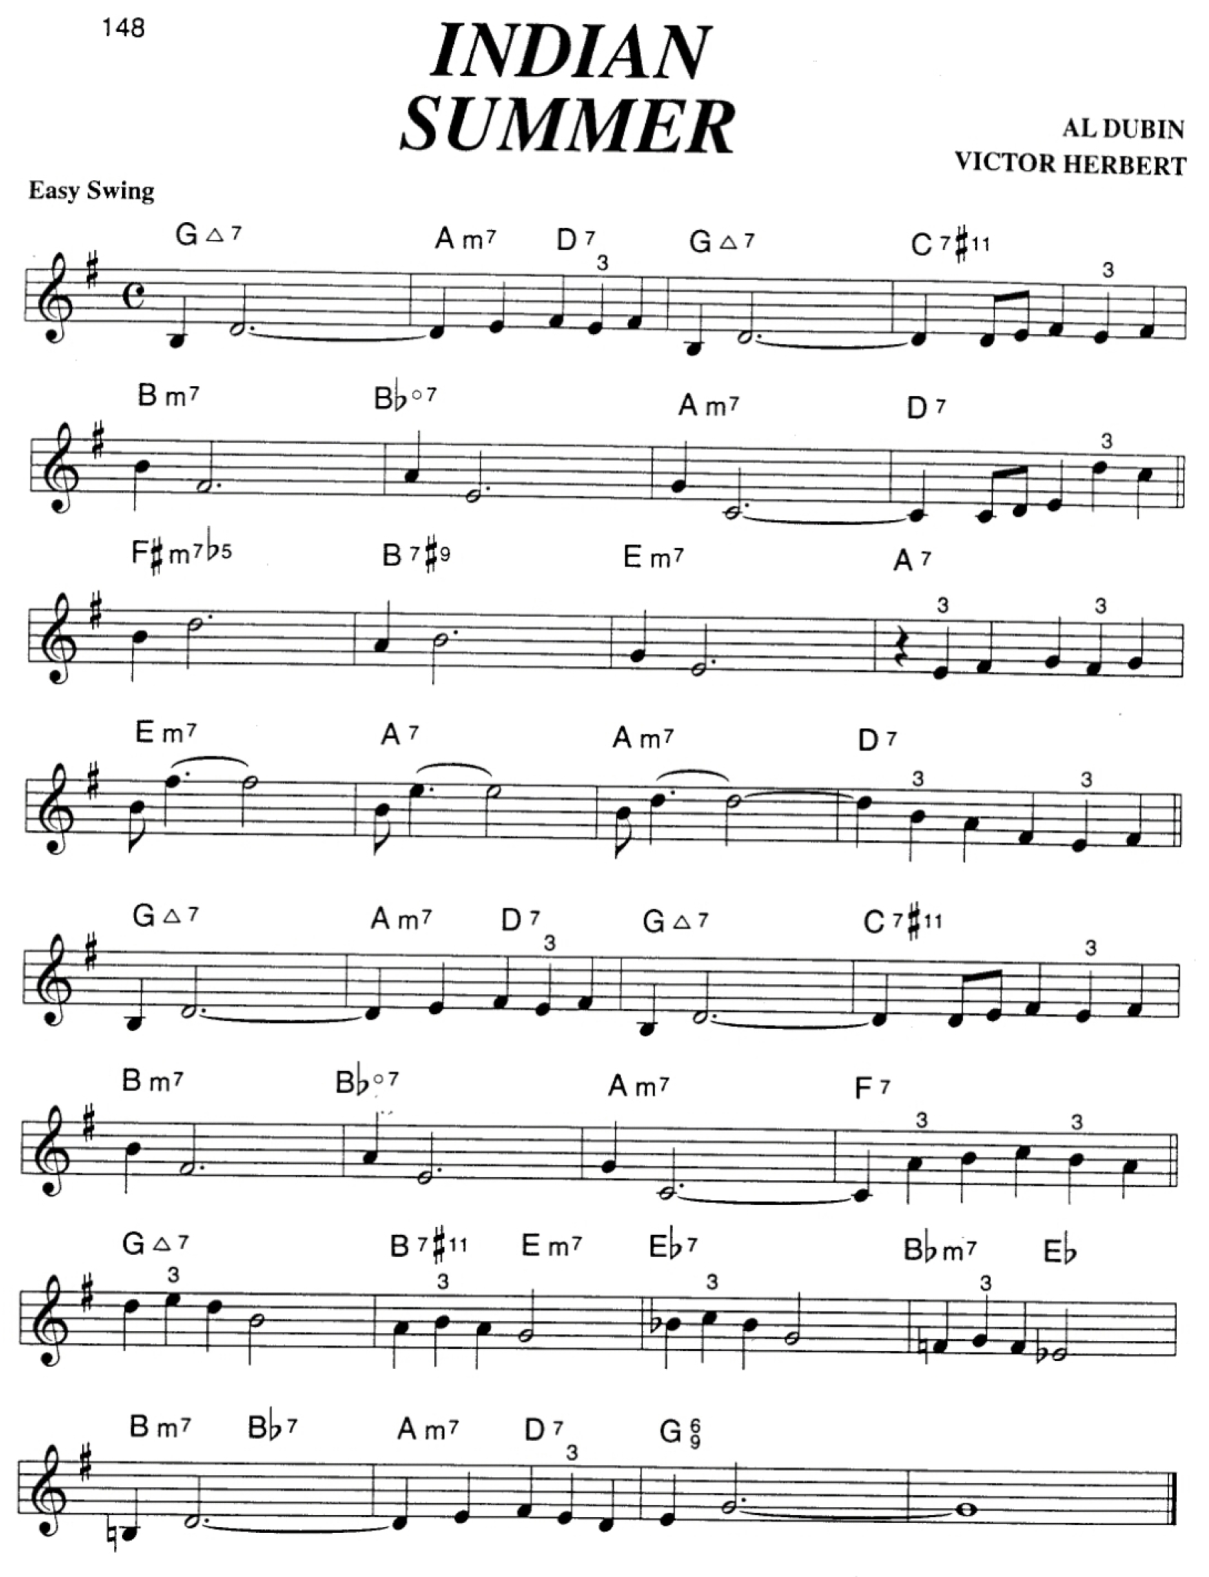 148
INDIAN
SUMMER
AL DUBIN
VICTOR HERBERT
Easy Swing
G△7 Am7 D7 G△7 C7♯11
3 3
Bm7 B♭○7 Am7 D7
3
F♯m7♭5 B7♯9 Em7 A7
3 3
Em7 A7 Am7 D7
3 3
G△7 Am7 D7 G△7 C7♯11
3 3
Bm7 B♭○7 Am7 F7
3 3
G△7 B7♯11 Em7 E♭7 B♭m7 E♭
3 3 3 3
Bm7 B♭7 Am7 D7 G6/9
3